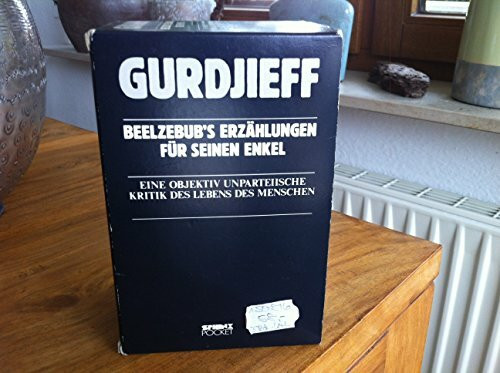 GURDJIEFF
BEELZEBUB'S ERZÄHLUNGEN
FÜR SEINEN ENKEL
EINE OBJEKTIV UNPARTEIISCHE
KRITIK DES LEBENS DES MENSCHEN
SPHINX
POCKET